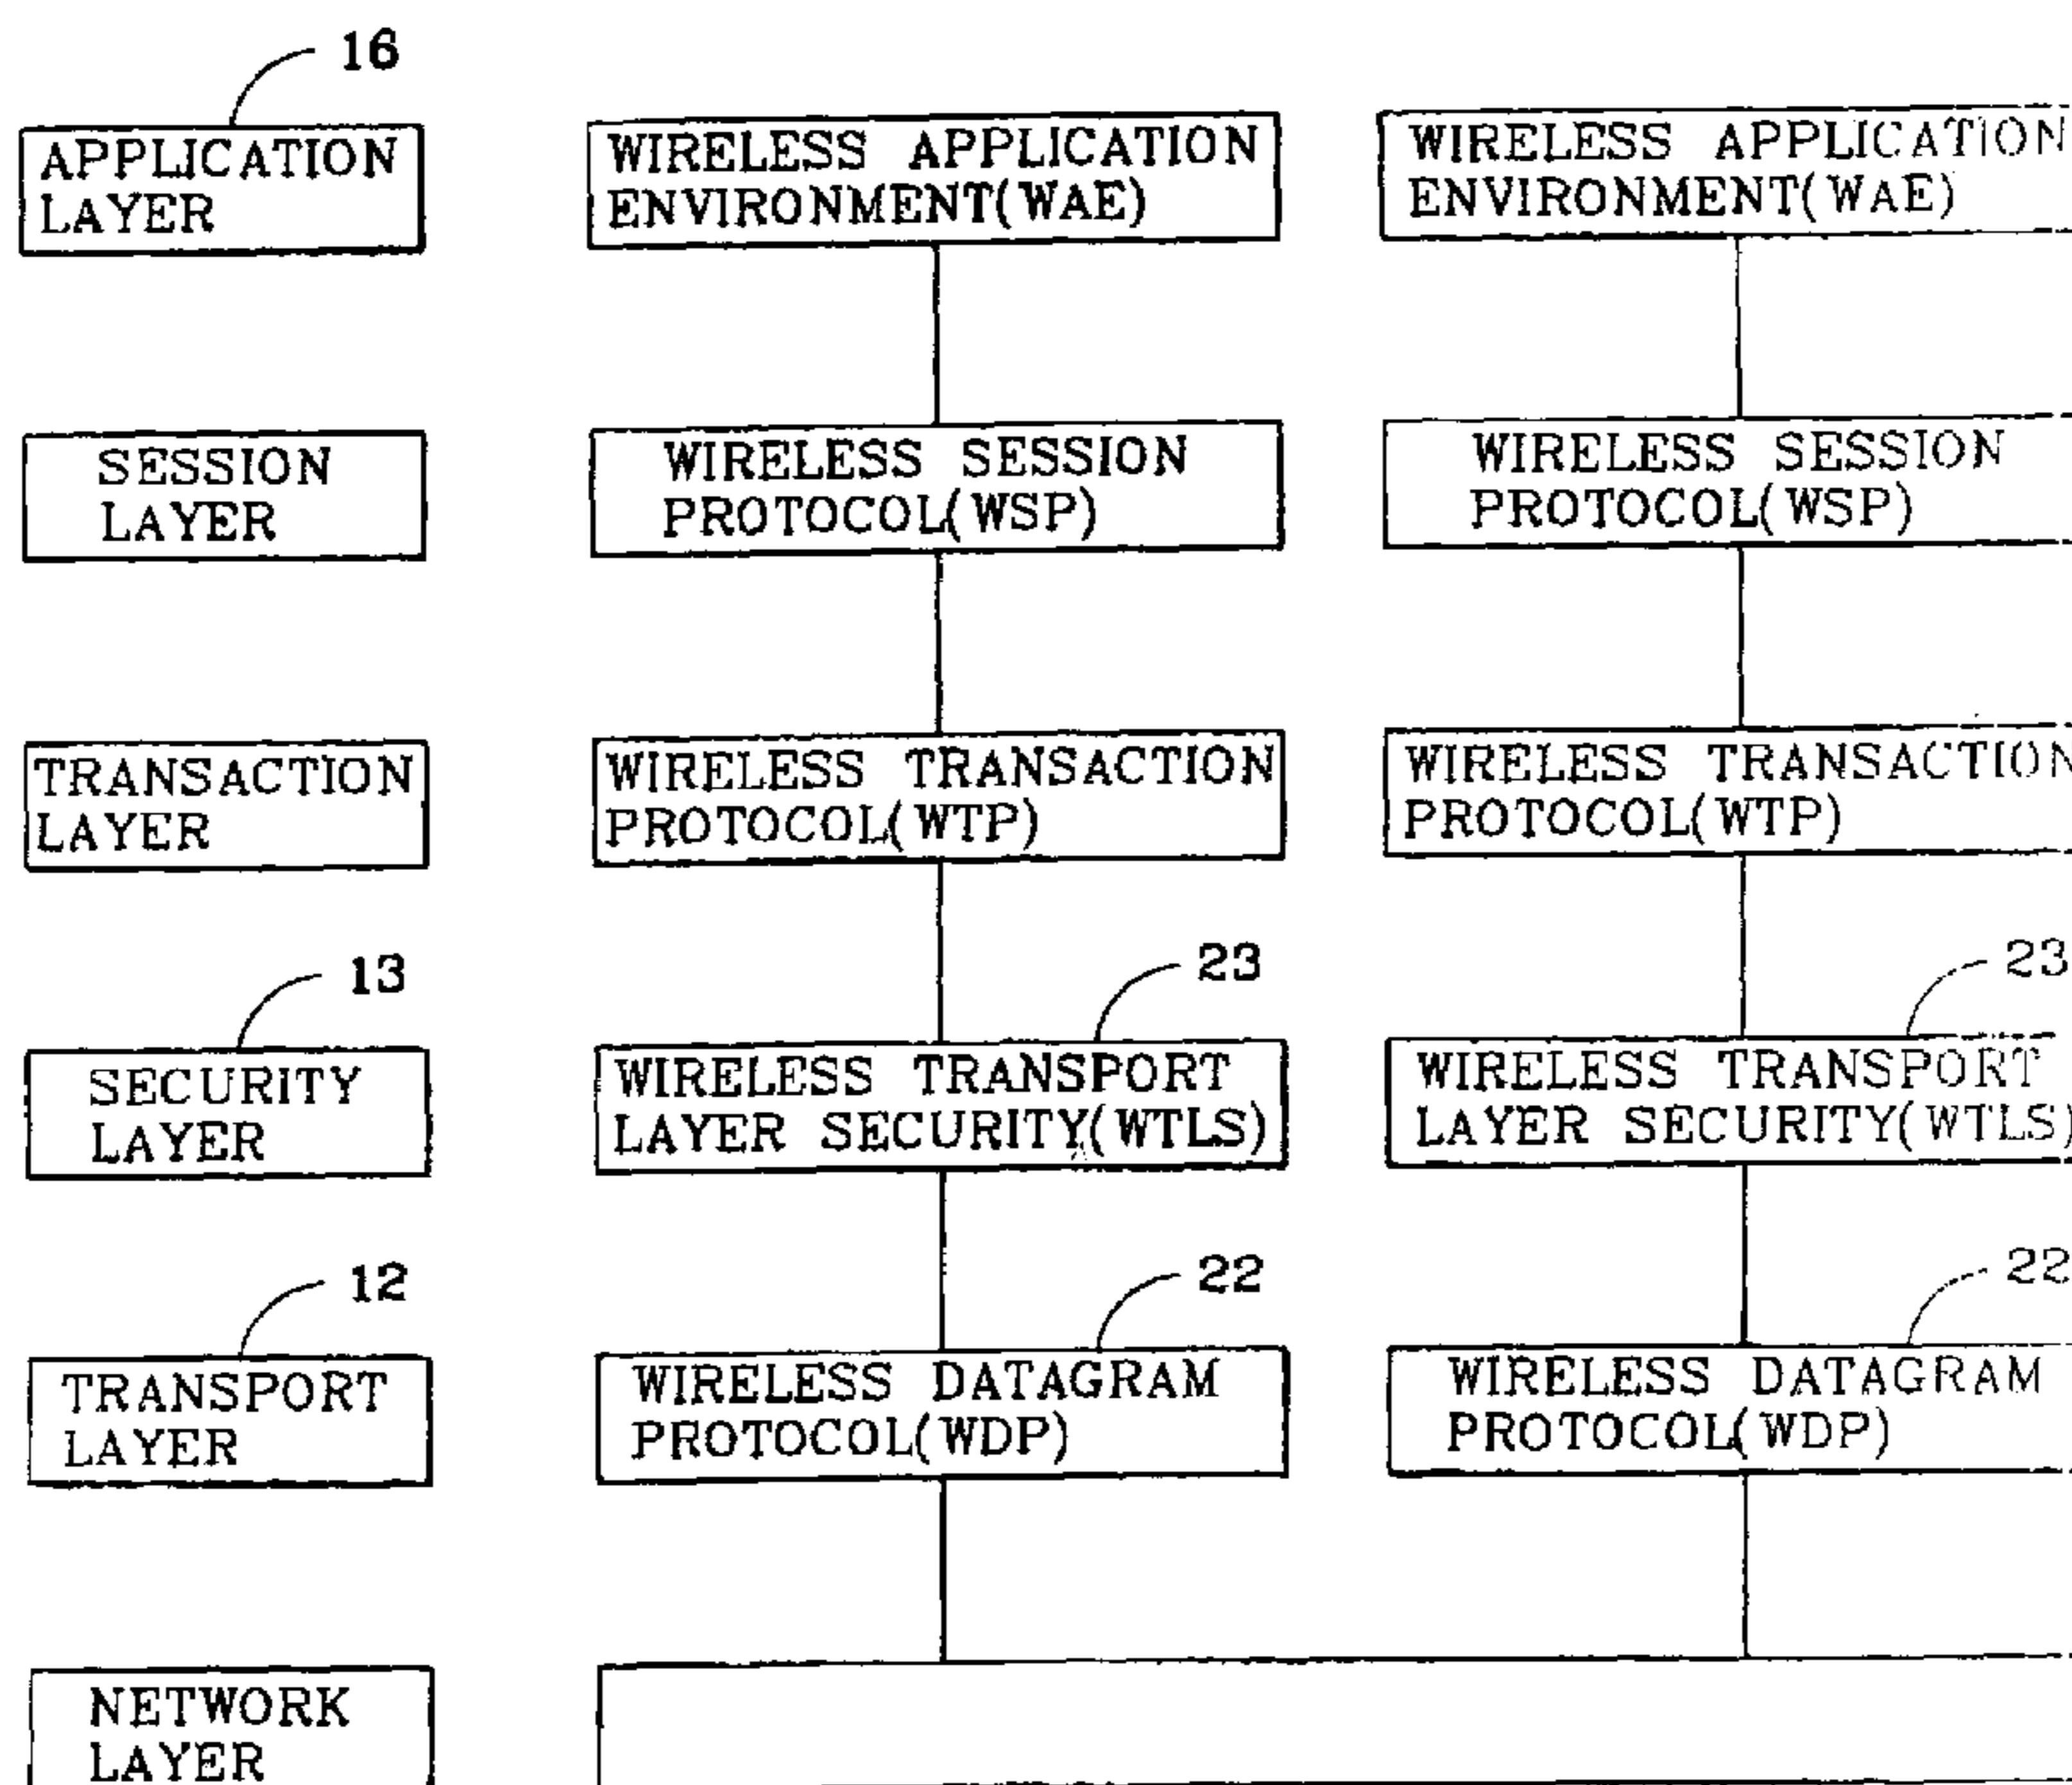 16
APPLICATION
LAYER
WIRELESS APPLICATION
ENVIRONMENT(WAE)
WIRELESS APPLICATION
ENVIRONMENT(WAE)
SESSION
LAYER
WIRELESS SESSION
PROTOCOL(WSP)
WIRELESS SESSION
PROTOCOL(WSP)
TRANSACTION
LAYER
WIRELESS TRANSACTION
PROTOCOL(WTP)
WIRELESS TRANSACTION
PROTOCOL(WTP)
13
SECURITY
LAYER
23
WIRELESS TRANSPORT
LAYER SECURITY(WTLS)
23
WIRELESS TRANSPORT
LAYER SECURITY(WTLS)
12
TRANSPORT
LAYER
22
WIRELESS DATAGRAM
PROTOCOL(WDP)
22
WIRELESS DATAGRAM
PROTOCOL(WDP)
NETWORK
LAYER